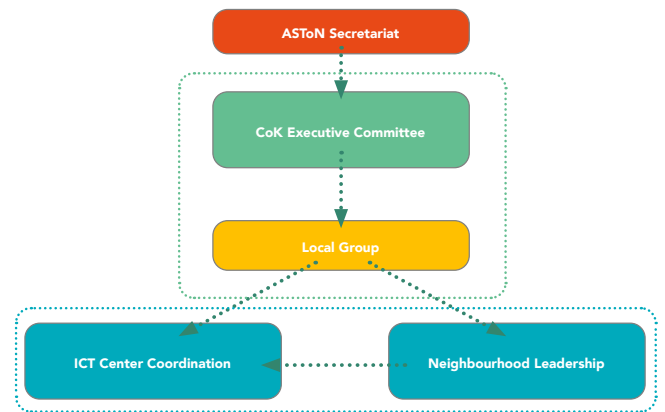 ASToN Secretariat
CoK Executive Committee
Local Group
ICT Center Coordination
Neighbourhood Leadership